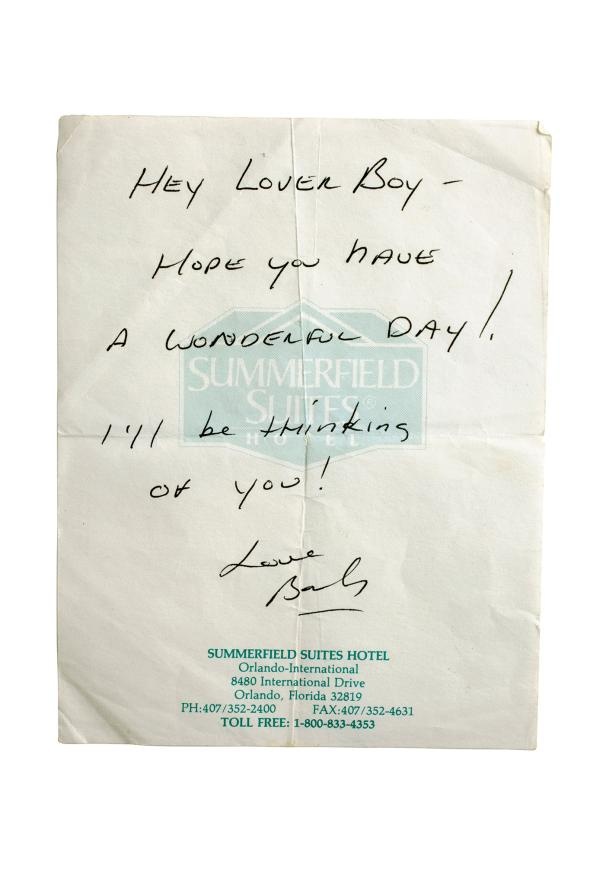 HEY LOVER BOY -
HOPE YOU HAVE
A WONDERFUL DAY!
SUMMERFIELD
SUITES®
HOTEL
I'll be thinking
of you!
Love
Barb
SUMMERFIELD SUITES HOTEL
Orlando-International
8480 International Drive
Orlando, Florida 32819
PH:407/352-2400 FAX:407/352-4631
TOLL FREE: 1-800-833-4353